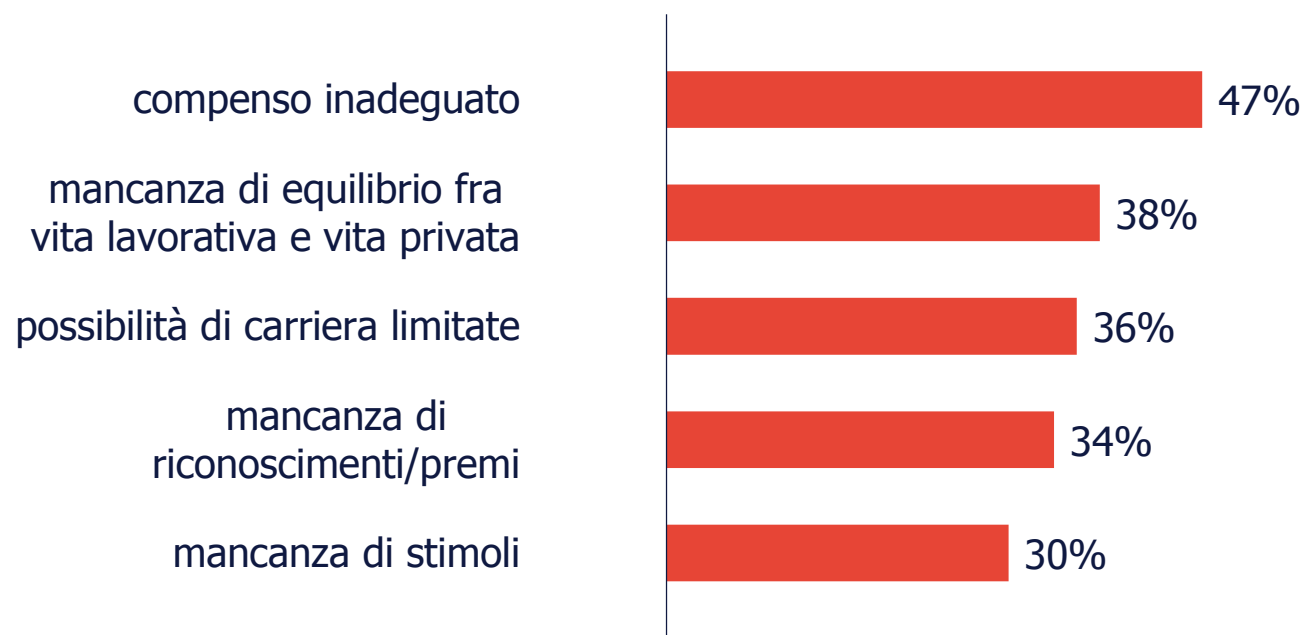 compenso inadeguato
47%
mancanza di equilibrio fra
vita lavorativa e vita privata
38%
possibilità di carriera limitate
36%
mancanza di
riconoscimenti/premi
34%
mancanza di stimoli
30%